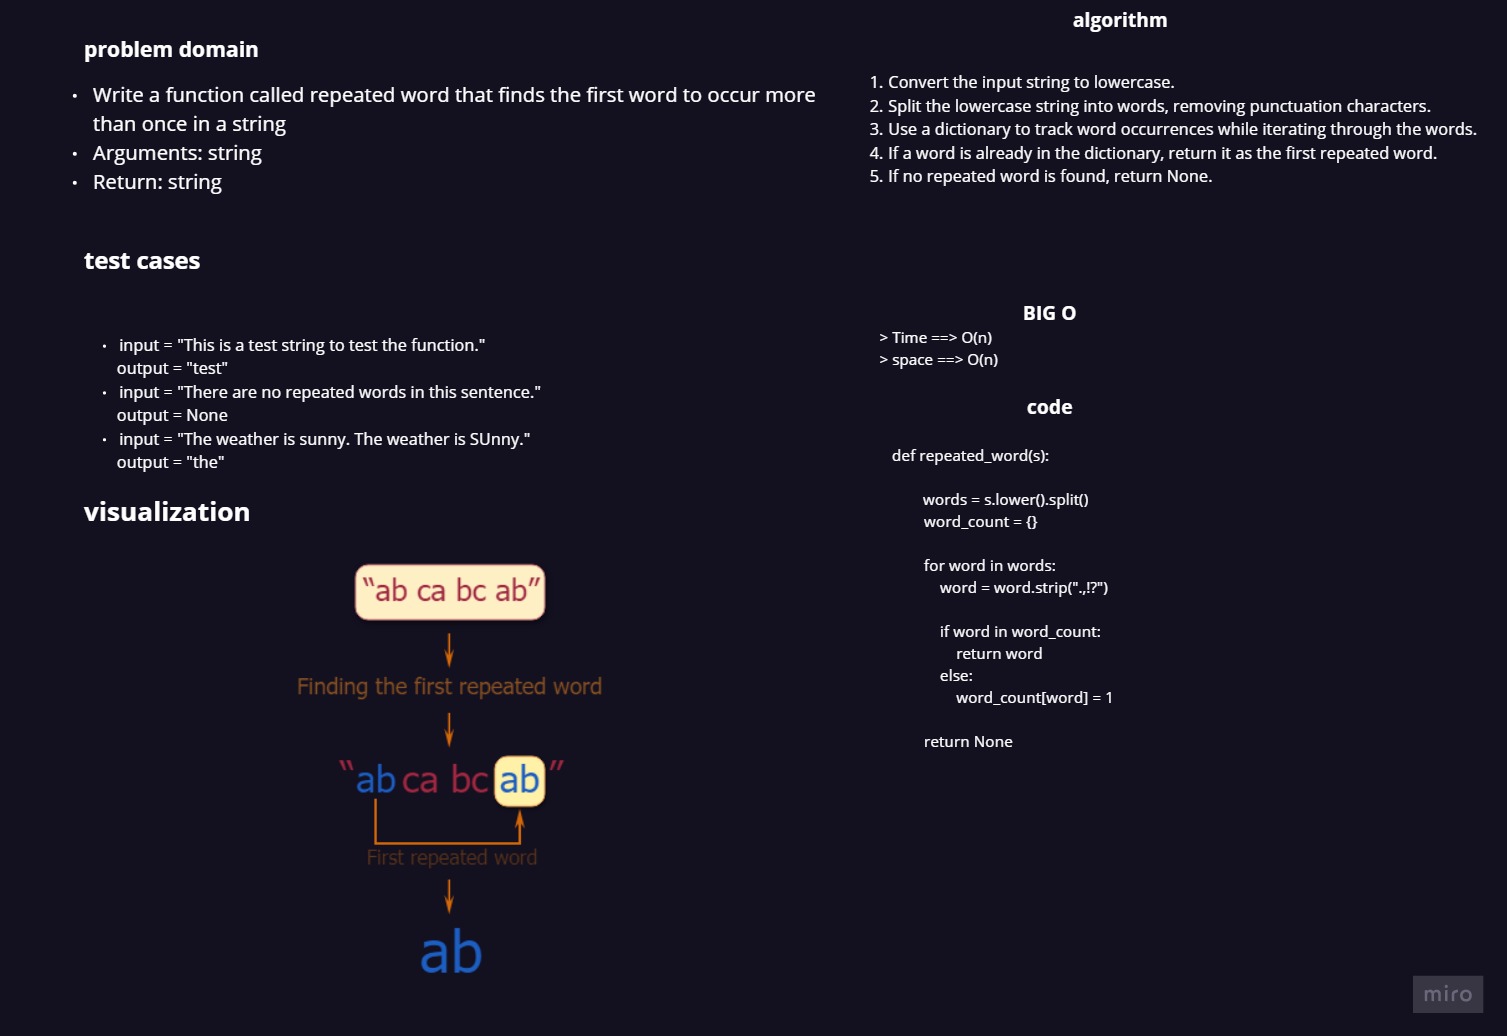 problem domain
• Write a function called repeated word that finds the first word to occur more
than once in a string
• Arguments: string
• Return: string
test cases
• input = "This is a test string to test the function."
output = "test"
• input = "There are no repeated words in this sentence."
output = None
• input = "The weather is sunny. The weather is SUnny."
output = "the"
visualization
“ab ca bc ab”
Finding the first repeated word
“ab ca bc ab”
First repeated word
ab
algorithm
1. Convert the input string to lowercase.
2. Split the lowercase string into words, removing punctuation characters.
3. Use a dictionary to track word occurrences while iterating through the words.
4. If a word is already in the dictionary, return it as the first repeated word.
5. If no repeated word is found, return None.
BIG O
> Time ==> O(n)
> space ==> O(n)
code
def repeated_word(s):
words = s.lower().split()
word_count = {}
for word in words:
word = word.strip(".,!?")
if word in word_count:
return word
else:
word_count[word] = 1
return None
miro